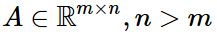 A ∈ ℝ^{m×n}, n > m